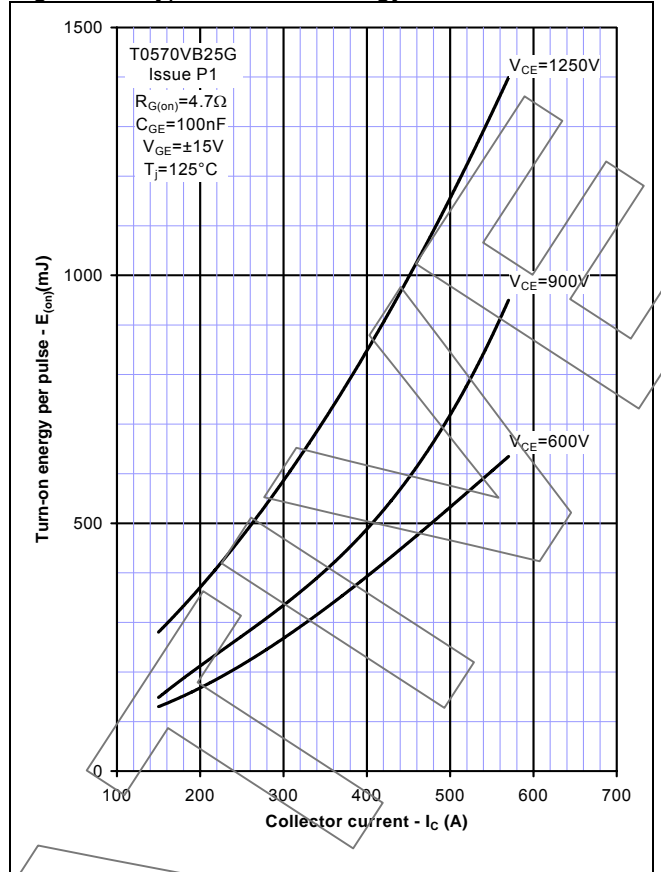 1500
T0570VB25G
Issue P1
RG(on)=4.7Ω
CGE=100nF
VGE=±15V
Tj=125°C
VCE=1250V
1000
VCE=900V
VCE=600V
500
0
100 200 300 400 500 600 700
Turn-on energy per pulse - E(on)(mJ)
Collector current - IC (A)